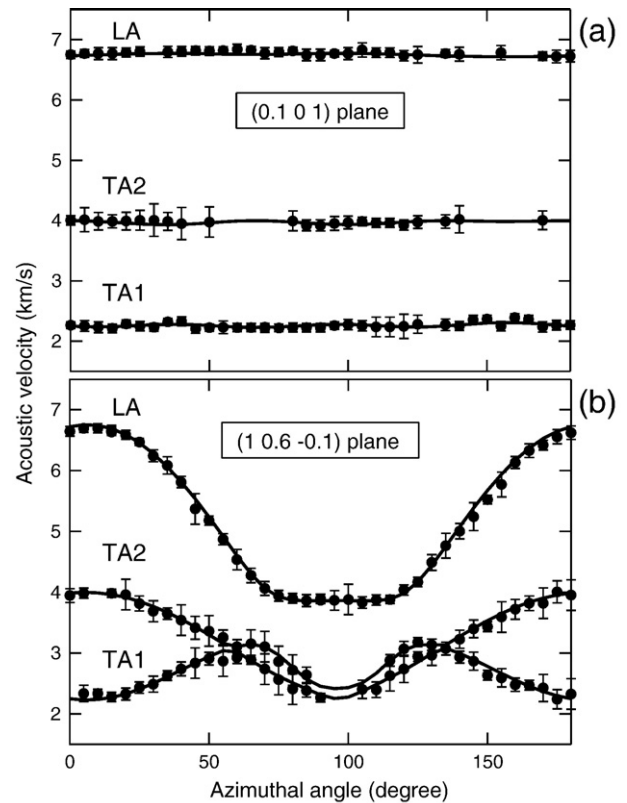 (a)
7
LA
6
(0.1 0 1) plane
5
TA2
4
3
TA1
2
Acoustic velocity (km/s)
(b)
7
LA
(1 0.6 -0.1) plane
6
5
TA2
4
3
TA1
2
0 50 100 150
Azimuthal angle (degree)